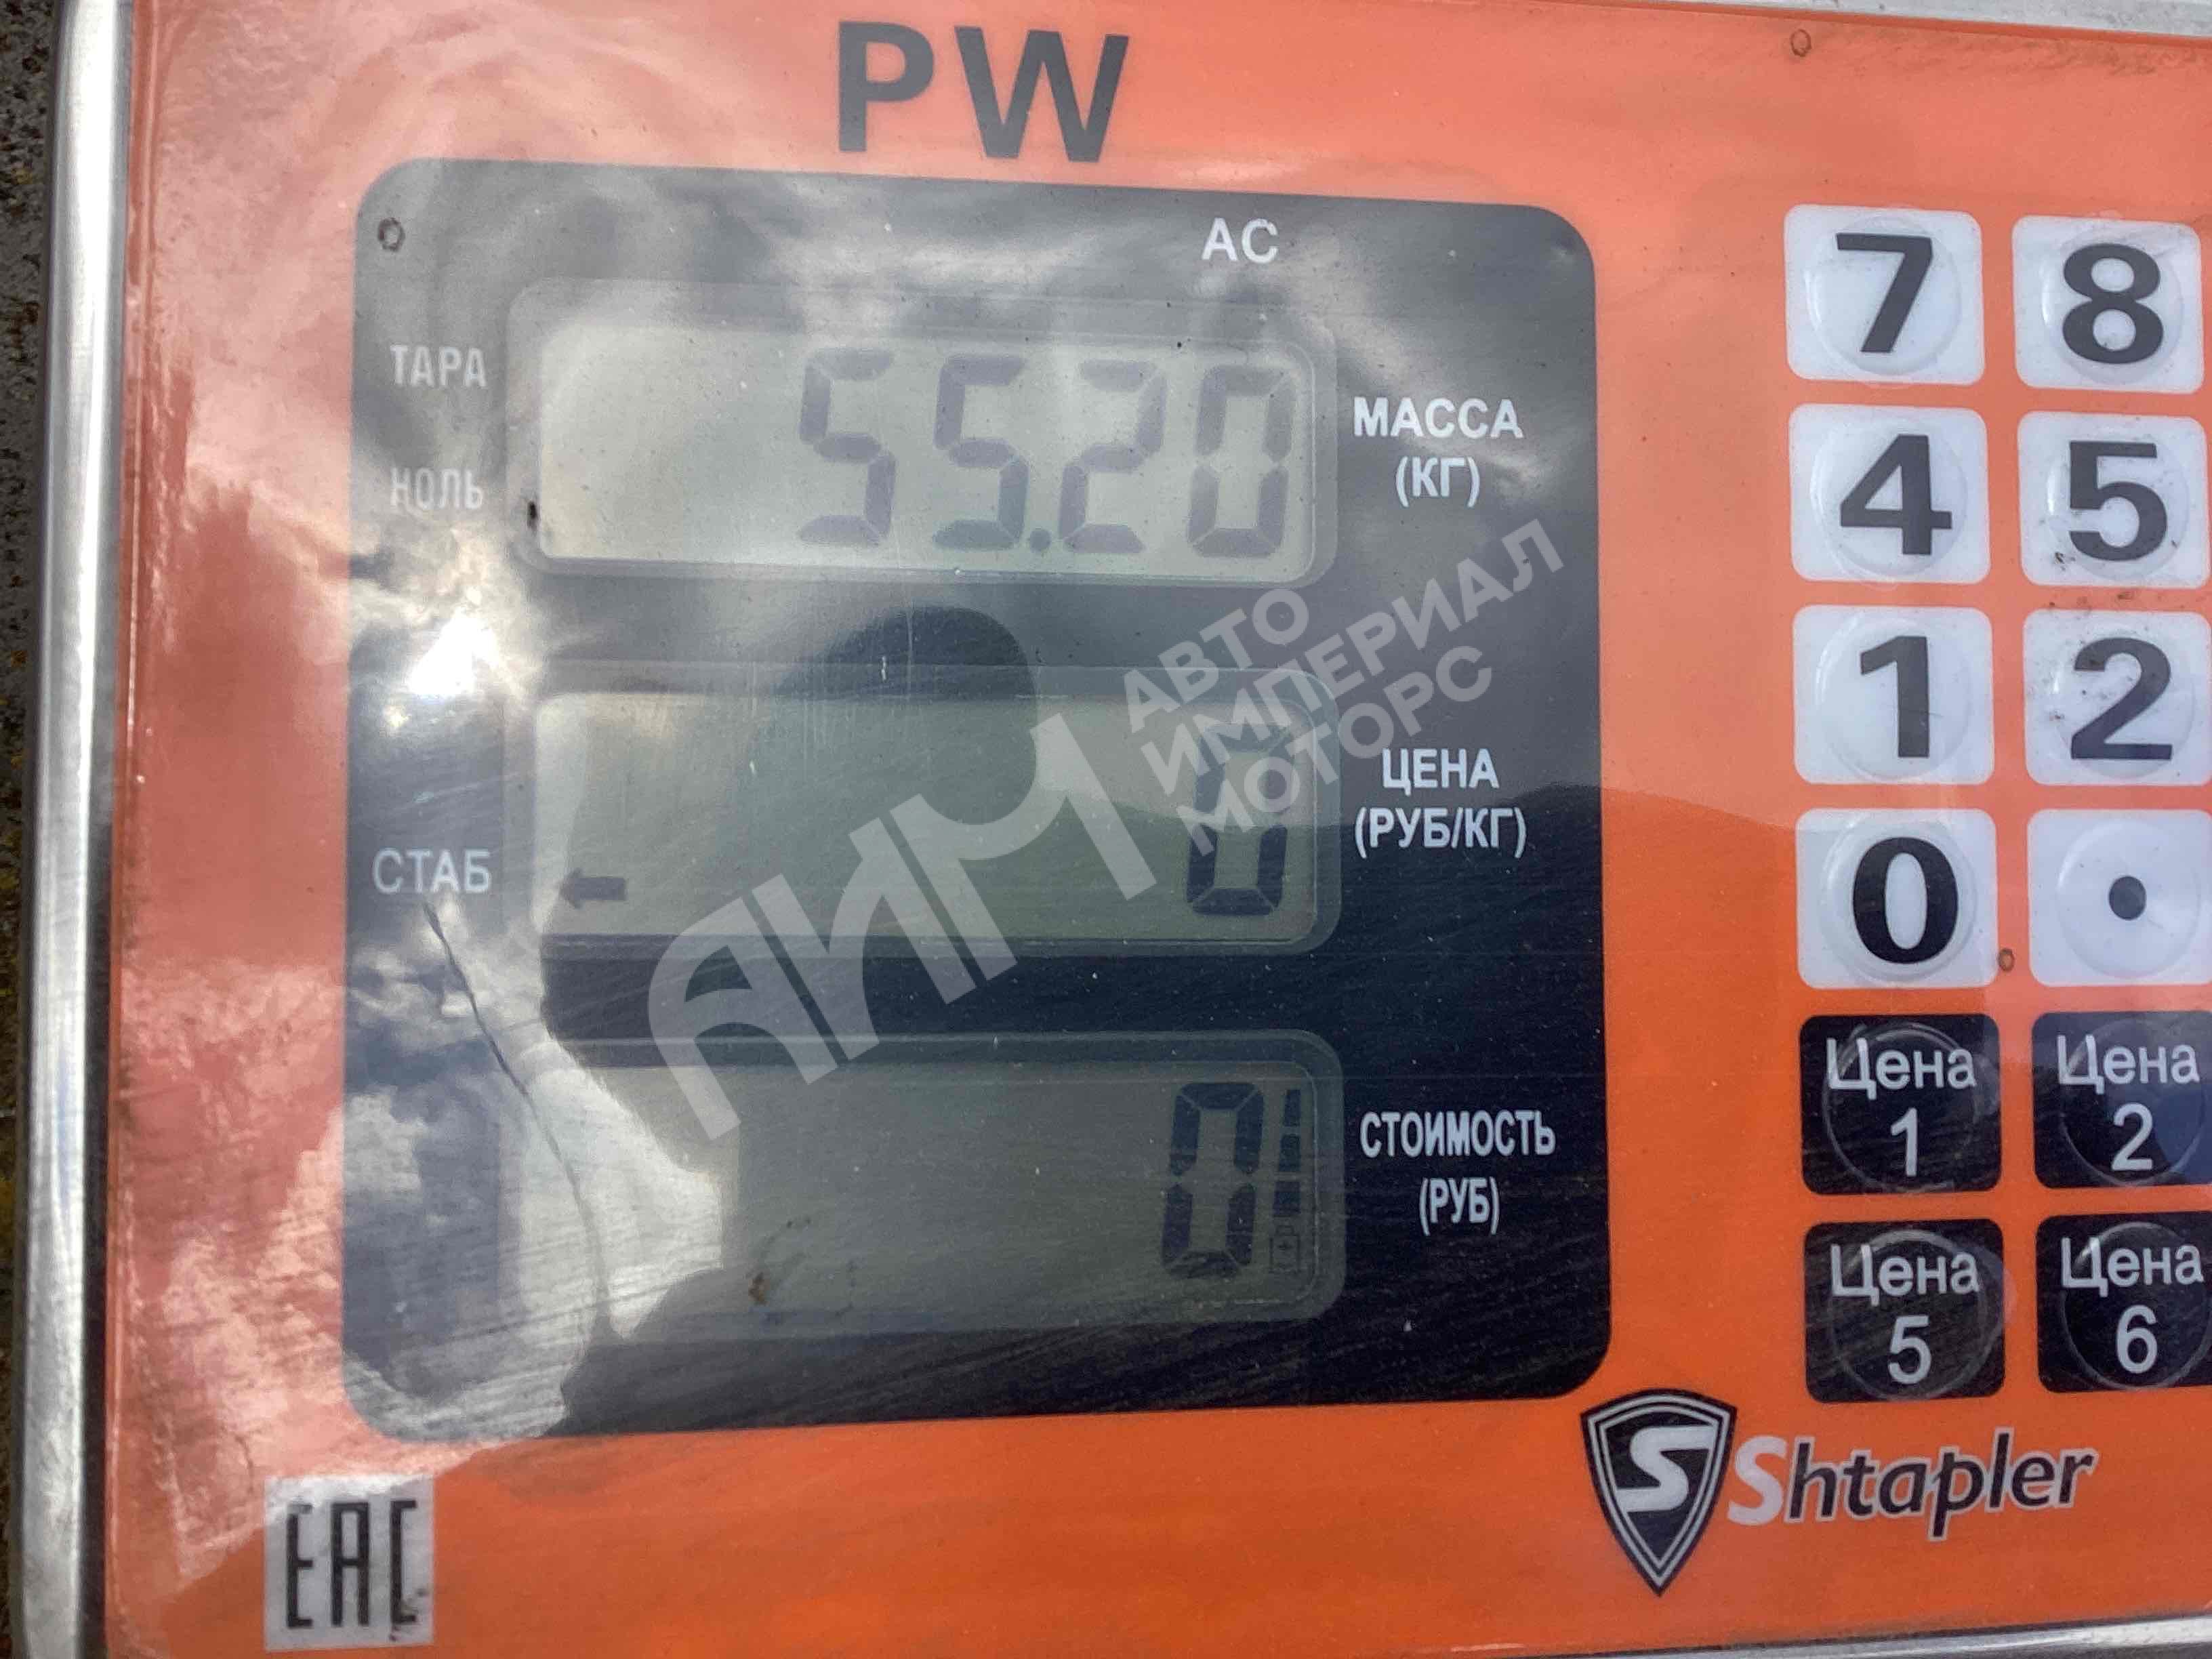 PW
AC
ТАРА
55.20
МАССА
(КГ)
НОЛЬ
АВТО
ИМПЕРИАЛ
МОТОРС
АИМ
0
ЦЕНА
(РУБ/КГ)
СТАБ
0
СТОИМОСТЬ
(РУБ)
7 8
4 5
1 2
0 .
Цена 1
Цена 2
Цена 5
Цена 6
S Shtapler
EAC